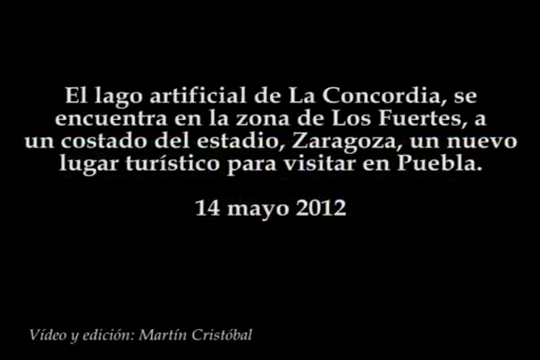 El lago artificial de La Concordia, se
encuentra en la zona de Los Fuertes, a
un costado del estadio, Zaragoza, un nuevo
lugar turístico para visitar en Puebla.
14 mayo 2012
Vídeo y edición: Martín Cristóbal